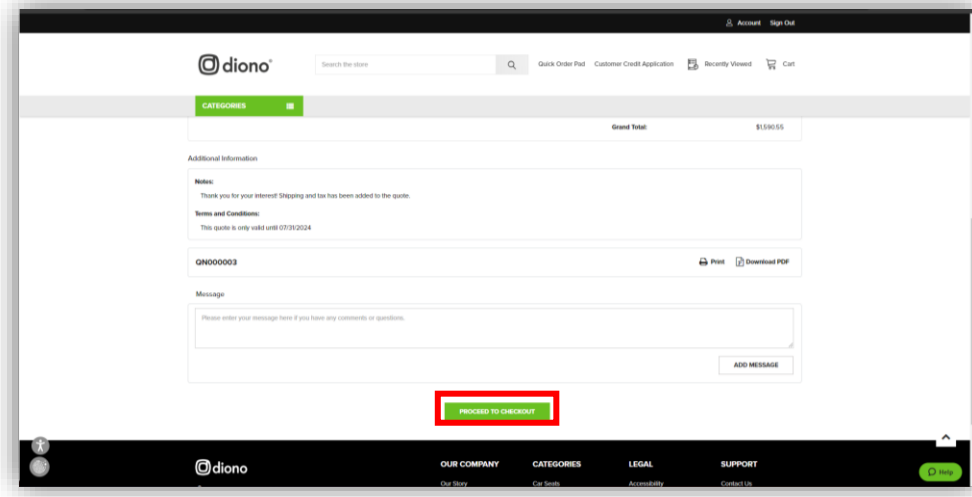 Account Sign Out
diono
Search the store
Quick Order Pad Customer Credit Application Recently Viewed Cart
CATEGORIES
Grand Total: $1,590.55
Additional Information
Notes:
Thank you for your interest! Shipping and tax has been added to the quote.
Terms and Conditions:
This quote is only valid until 07/31/2024
QN000003 Print Download PDF
Message
Please enter your message here if you have any comments or questions.
ADD MESSAGE
PROCEED TO CHECKOUT
diono OUR COMPANY CATEGORIES LEGAL SUPPORT
Our Story Car Seats Accessibility Contact Us
Help